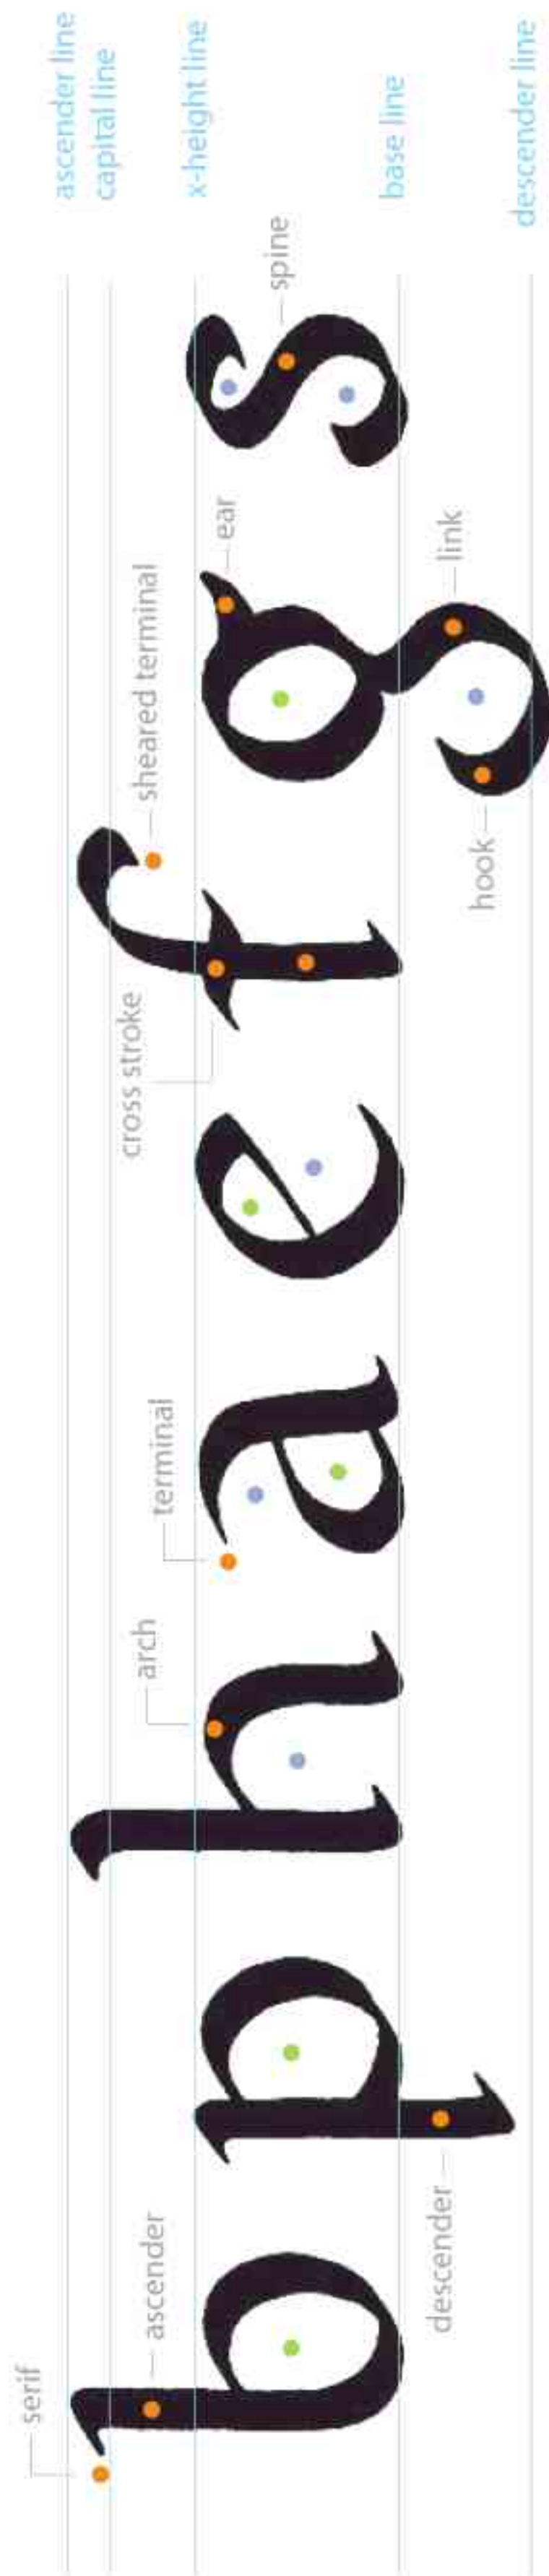 serif
ascender
descender
arch
terminal
cross stroke
sheared terminal
hook
ear
link
spine
ascender line
capital line
x-height line
base line
descender line
b p h a e f g s